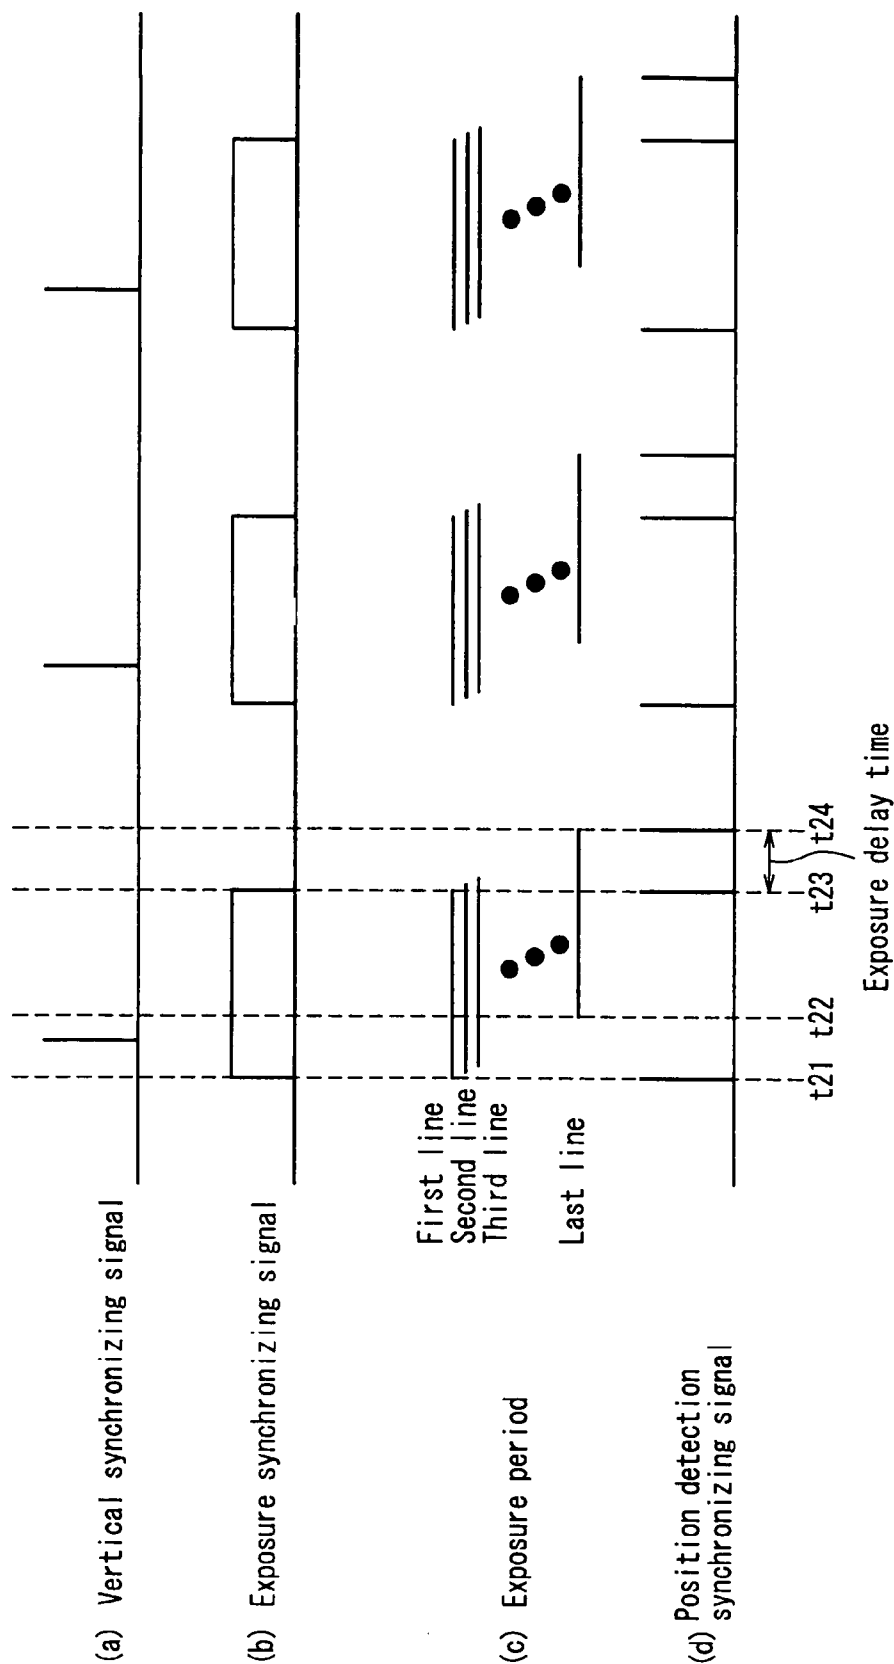 (a) Vertical synchronizing signal
(b) Exposure synchronizing signal
(c) Exposure period
First line
Second line
Third line
Last line
(d) Position detection
synchronizing signal
t21 t22 t23 t24
Exposure delay time